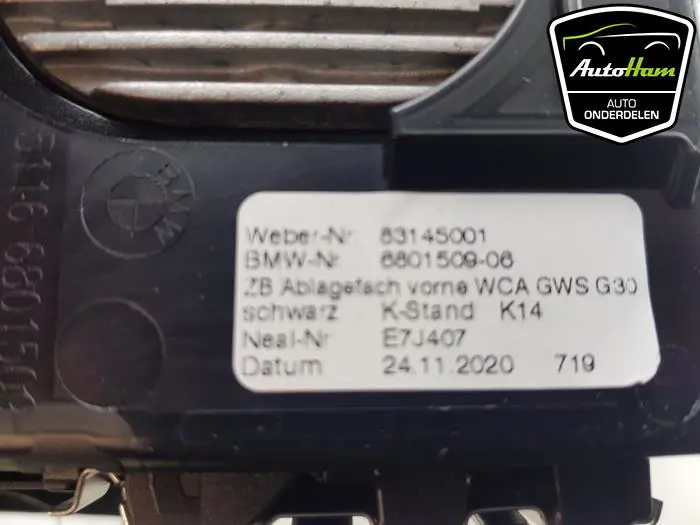 AutoHam
AUTO
ONDERDELEN
BMW
Weber-Nr. 83145001
BMW-Nr. 6801509-06
ZB Ablagefach vorne WCA GWS G30
schwarz K-Stand K14
Neal-Nr E7J407
Datum 24.11.2020 719